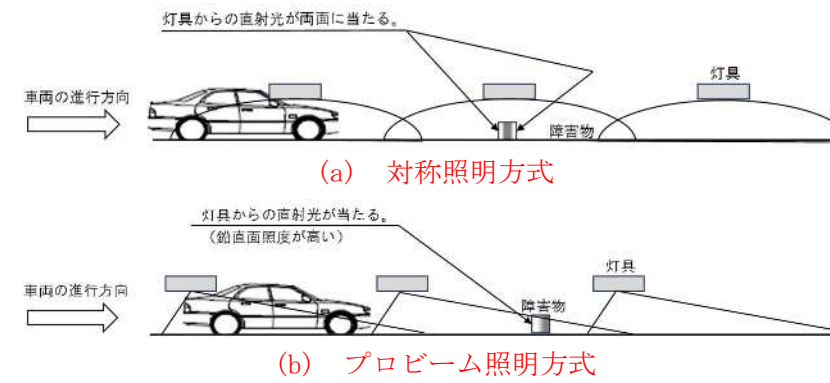 灯具からの直射光が両面に当たる。
灯具
車両の進行方向
障害物
(a) 対称照明方式
灯具からの直射光が当たる。
(鉛直面照度が高い)
灯具
車両の進行方向
障害物
(b) プロビーム照明方式